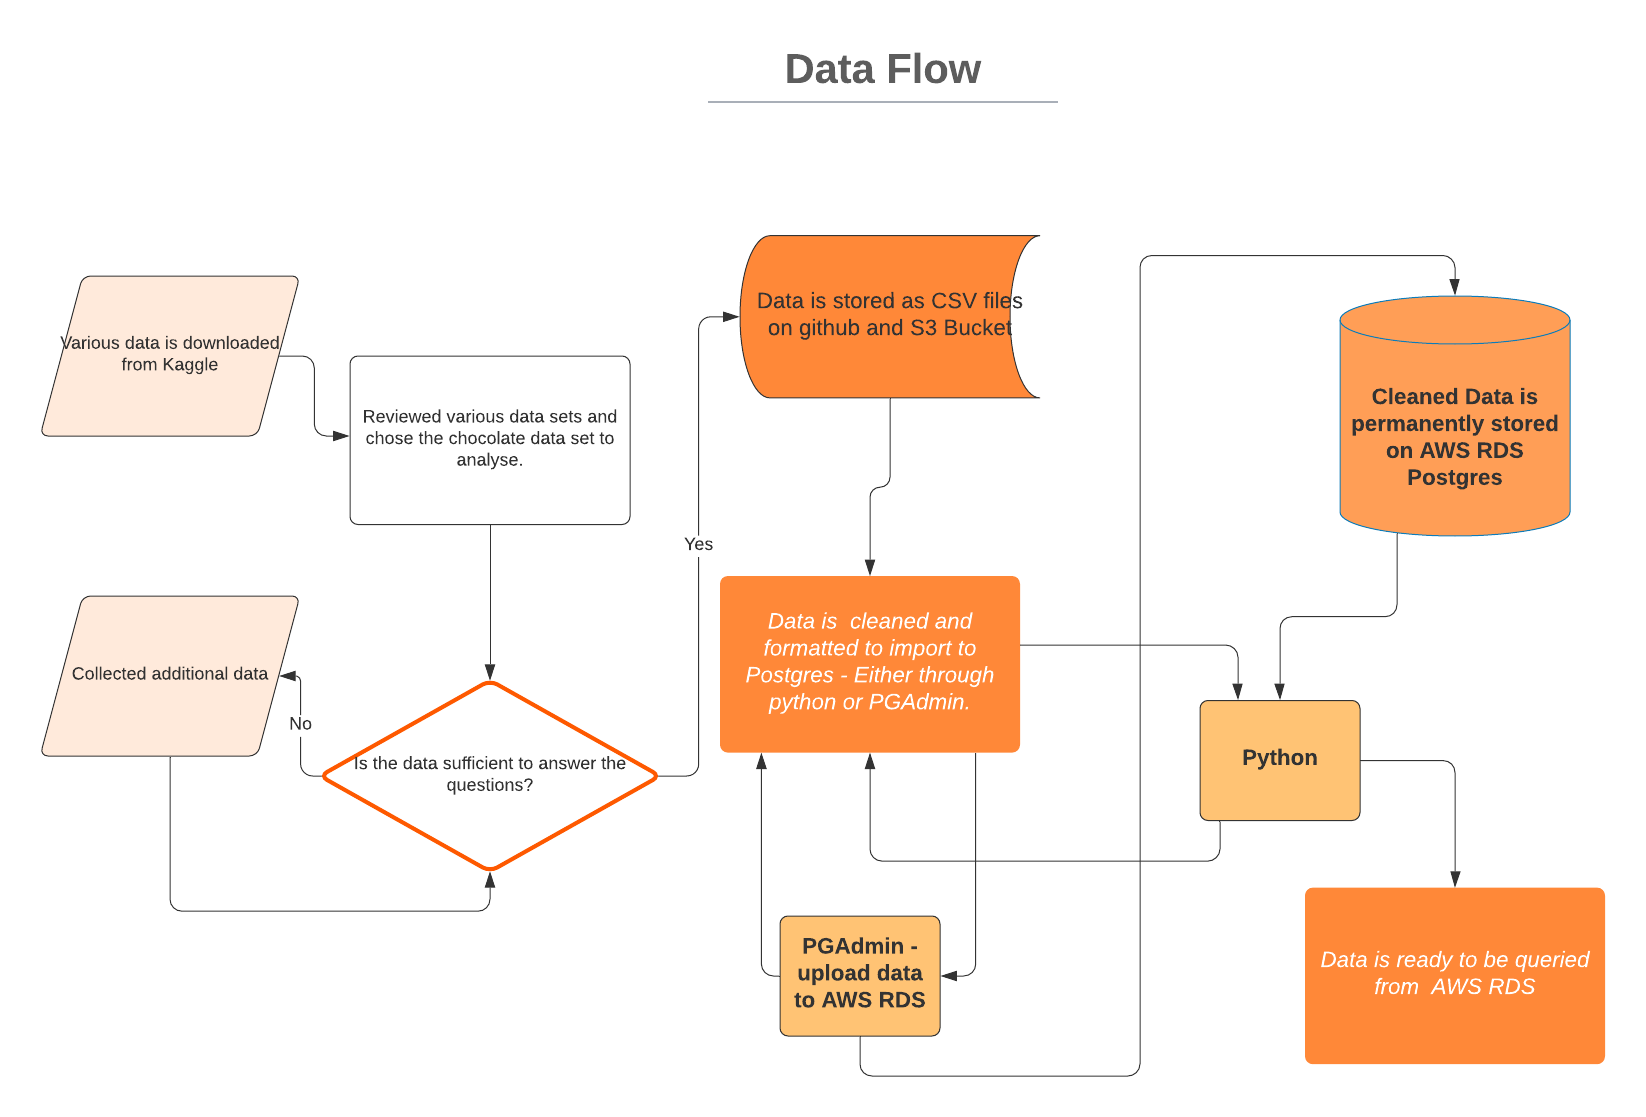 Data Flow
Various data is downloaded
from Kaggle
Reviewed various data sets and
chose the chocolate data set to
analyse.
Collected additional data
No
Is the data sufficient to answer the
questions?
Yes
Data is stored as CSV files
on github and S3 Bucket
Data is  cleaned and
formatted to import to
Postgres - Either through
python or PGAdmin.
PGAdmin -
upload data
to AWS RDS
Cleaned Data is
permanently stored
on AWS RDS
Postgres
Python
Data is ready to be queried
from  AWS RDS